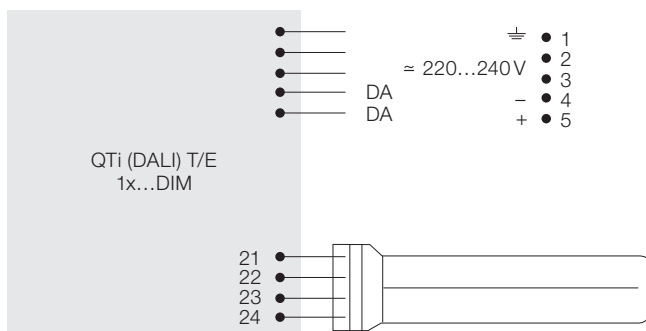 ⏚ 1
≃ 220…240 V 2
3
DA – 4
DA + 5
QTi (DALI) T/E
1x…DIM
21
22
23
24